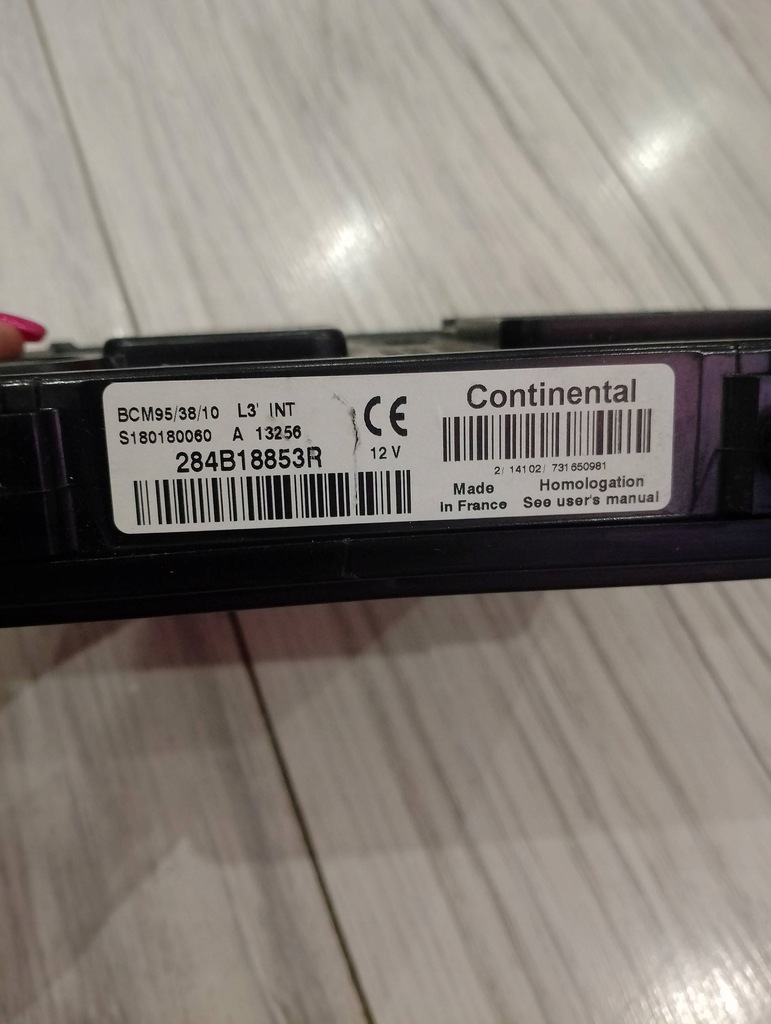 BCM95/38/10 L3' INT
S180180060 A 13256
284B18853R
CE
12 V
Continental
2/ 14102/ 731650981
Made
In France
Homologation
See user's manual